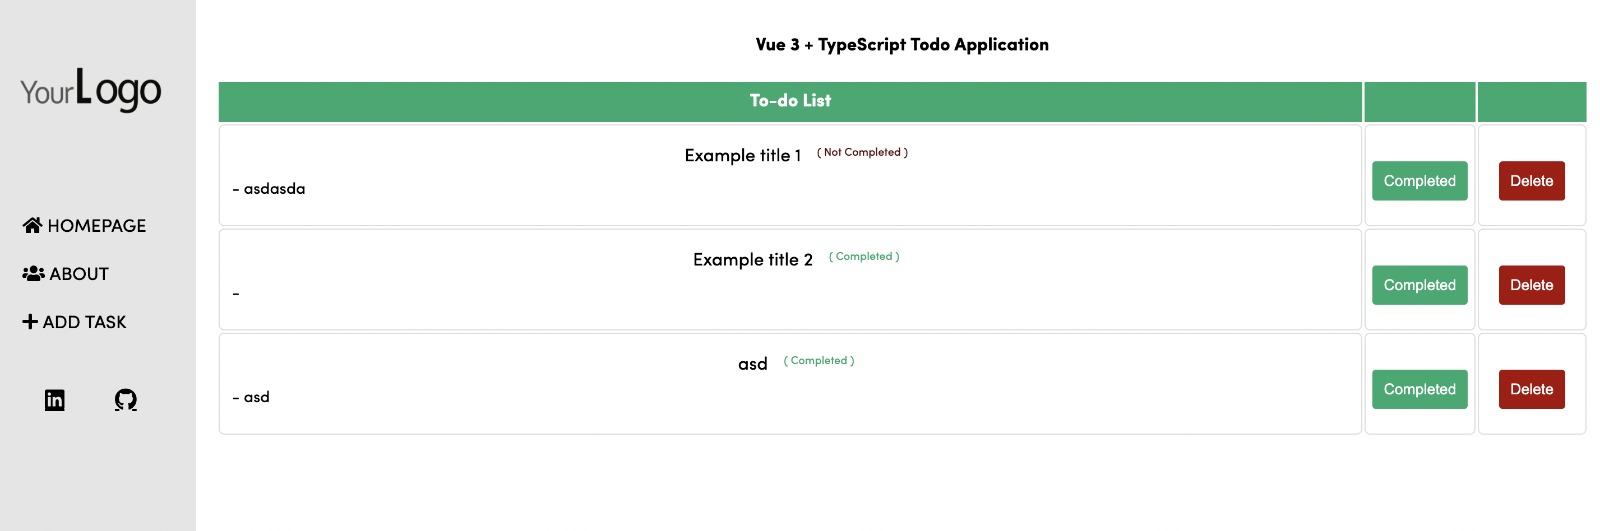 YourLogo
HOMEPAGE
ABOUT
ADD TASK
Vue 3 + TypeScript Todo Application
To-do List
Example title 1 ( Not Completed )
- asdasda
Completed Delete
Example title 2 ( Completed )
-
Completed Delete
asd ( Completed )
- asd
Completed Delete